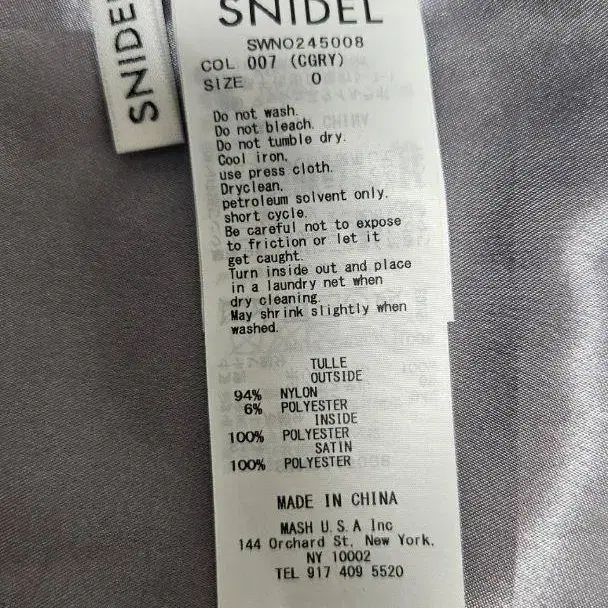 SNIDEL
SNIDEL
SWNO245008
COL 007 (CGRY)
SIZE 0
Do not wash.
Do not bleach.
Do not tumble dry.
Cool iron.
use press cloth.
Dryclean.
petroleum solvent only.
short cycle.
Be careful not to expose
to friction or let it
get caught.
Turn inside out and place
in a laundry net when
dry cleaning.
May shrink slightly when
washed.
TULLE
OUTSIDE
94% NYLON
6% POLYESTER
INSIDE
100% POLYESTER
SATIN
100% POLYESTER
MADE IN CHINA
MASH U.S.A Inc
144 Orchard St, New York.
NY 10002
TEL 917 409 5520